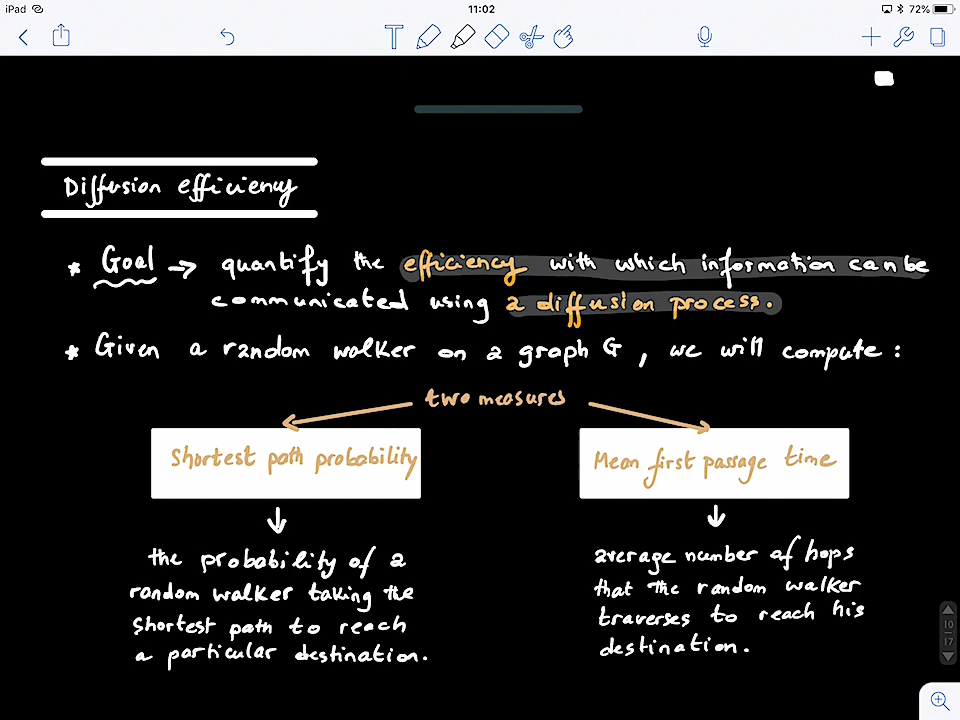 iPad 11:02 72%
T
Diffusion efficiency
* Goal → quantify the efficiency with which information can be
communicated using a diffusion process.
* Given a random walker on a graph G, we will compute :
two measures
Shortest path probability
Mean first passage time
the probability of a
random walker taking the
shortest path to reach
a particular destination.
average number of hops
that the random walker
traverses to reach his
destination.
10
17